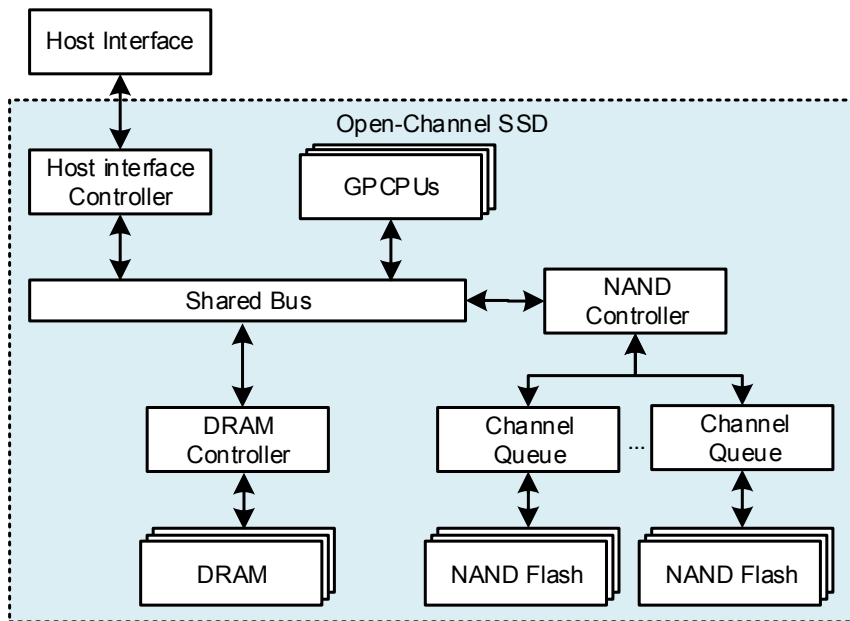 Host Interface
Open-Channel SSD
Host interface
Controller
GPCPUs
Shared Bus
NAND
Controller
DRAM
Controller
Channel
Queue
...
Channel
Queue
DRAM
NAND Flash
NAND Flash